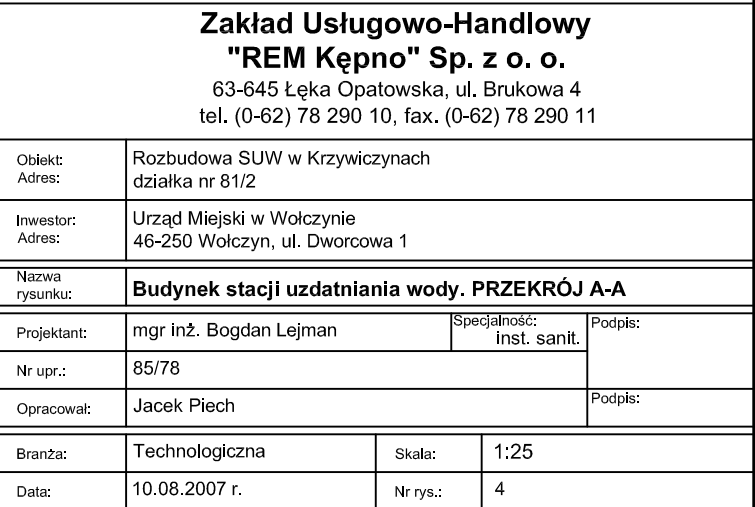 Zakład Usługowo-Handlowy
"REM Kępno" Sp. z o. o.
63-645 Łęka Opatowska, ul. Brukowa 4
tel. (0-62) 78 290 10, fax. (0-62) 78 290 11
Obiekt: Rozbudowa SUW w Krzywiczynach
Adres: działka nr 81/2
Inwestor: Urząd Miejski w Wołczynie
Adres: 46-250 Wołczyn, ul. Dworcowa 1
Nazwa
rysunku: Budynek stacji uzdatniania wody. PRZEKRÓJ A-A
Projektant: mgr inż. Bogdan Lejman Specjalność: Podpis:
inst. sanit.
Nr upr.: 85/78
Opracował: Jacek Piech Podpis:
Branża: Technologiczna Skala: 1:25
Data: 10.08.2007 r. Nr rys.: 4